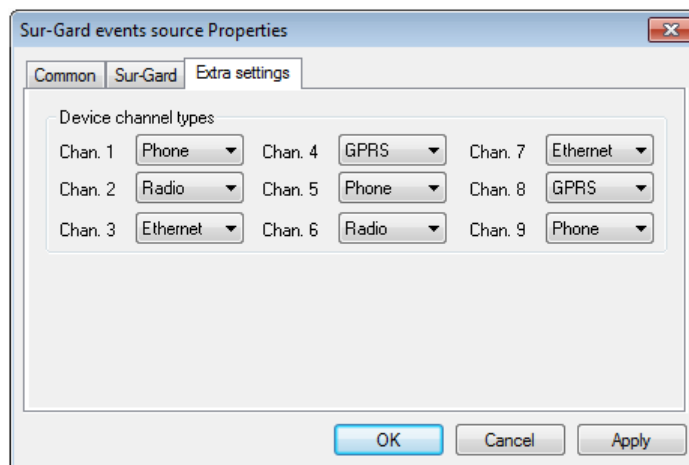 Sur-Gard events source Properties
Common Sur-Gard Extra settings
Device channel types
Chan. 1 Phone Chan. 4 GPRS Chan. 7 Ethernet
Chan. 2 Radio Chan. 5 Phone Chan. 8 GPRS
Chan. 3 Ethernet Chan. 6 Radio Chan. 9 Phone
OK Cancel Apply